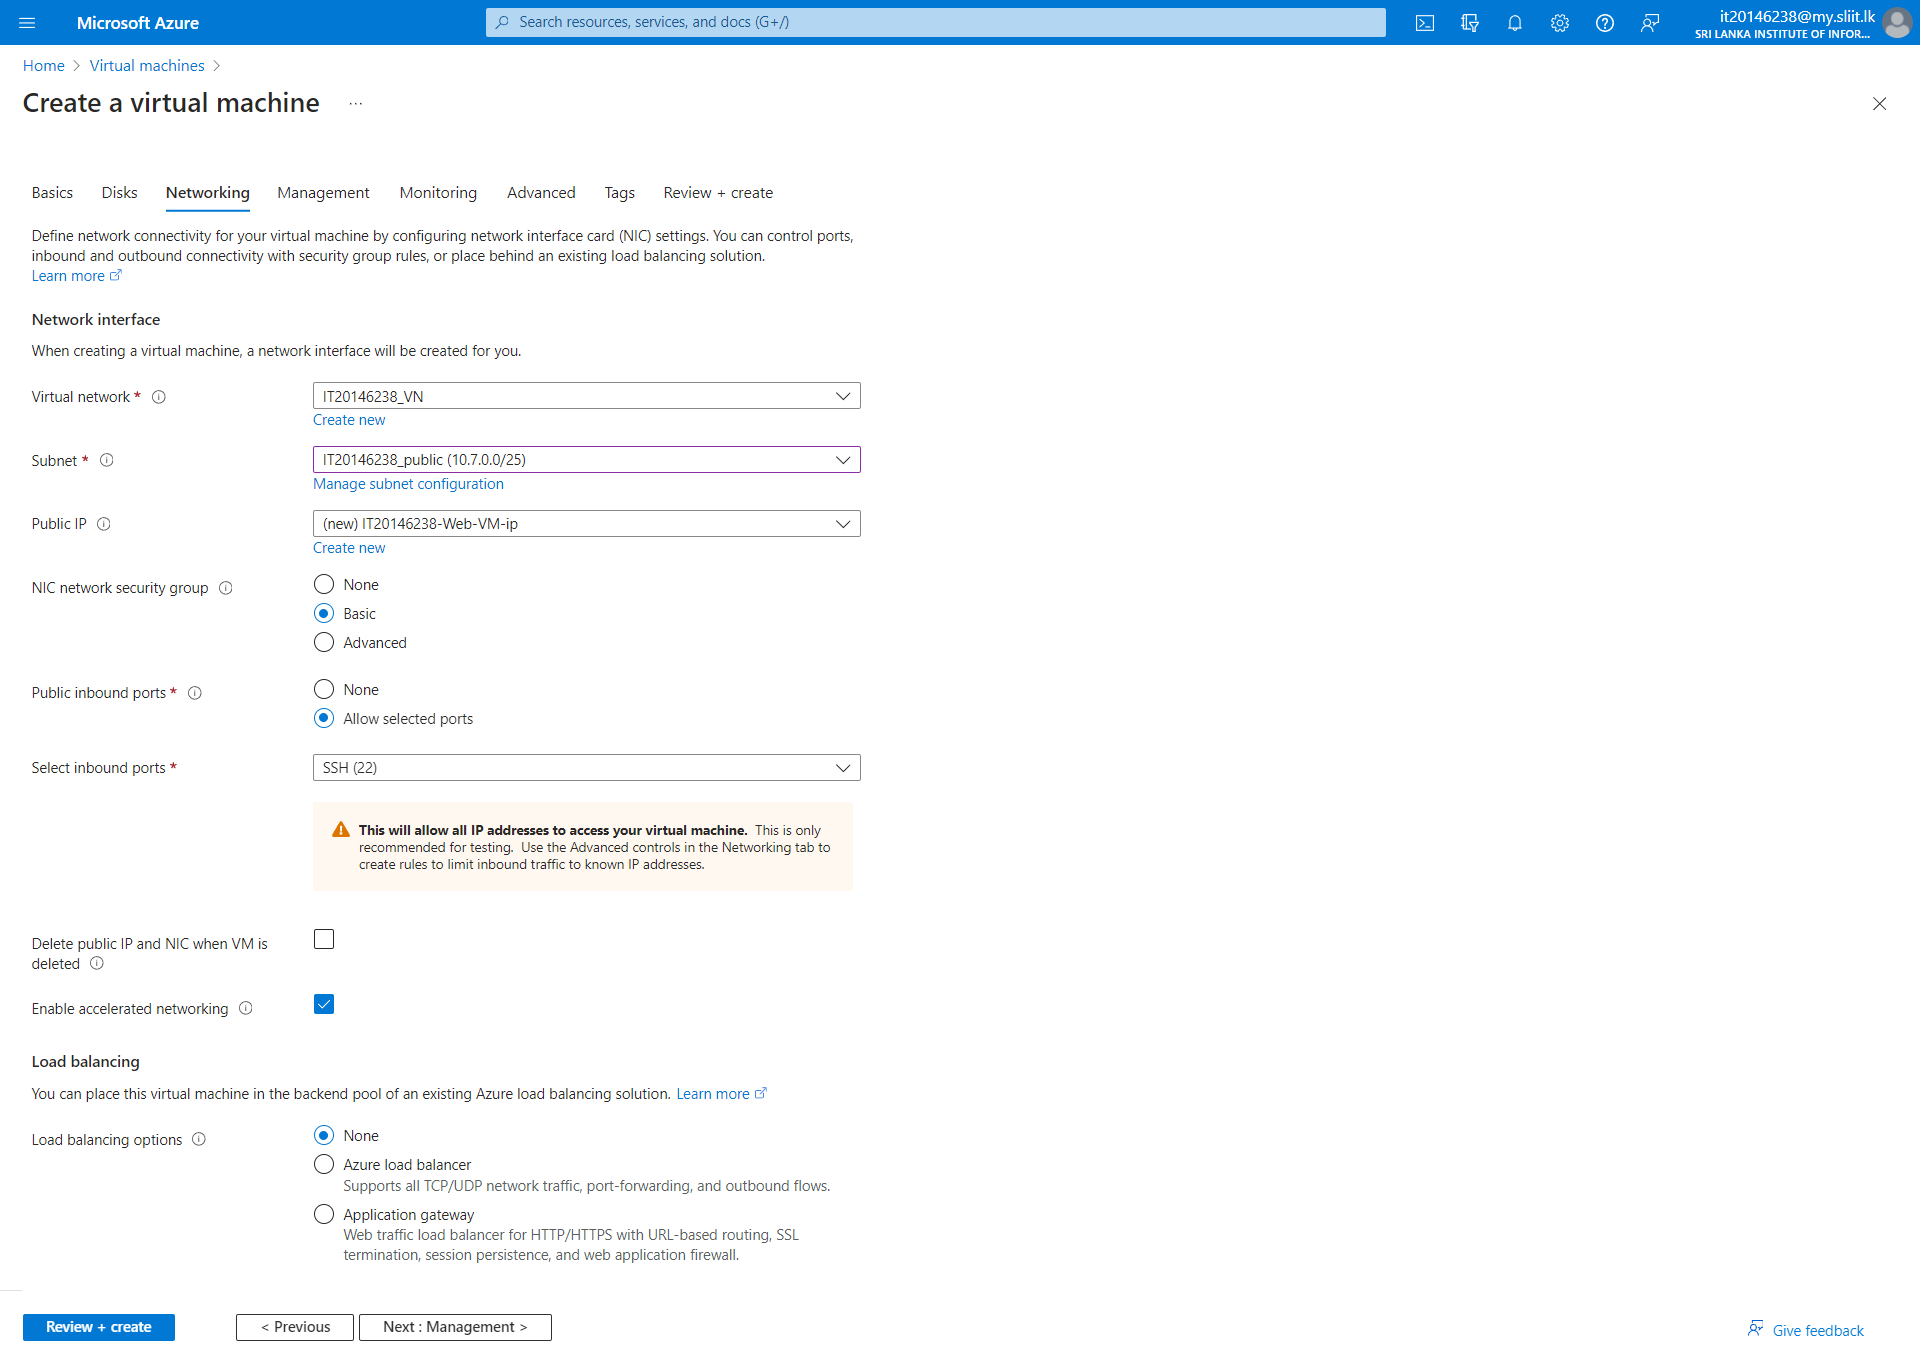 Microsoft Azure
Search resources, services, and docs (G+/)
it20146238@my.sliit.lk
SRI LANKA INSTITUTE OF INFOR...
Home > Virtual machines >
Create a virtual machine ...
Basics Disks Networking Management Monitoring Advanced Tags Review + create
Define network connectivity for your virtual machine by configuring network interface card (NIC) settings. You can control ports,
inbound and outbound connectivity with security group rules, or place behind an existing load balancing solution.
Learn more
Network interface
When creating a virtual machine, a network interface will be created for you.
Virtual network *
IT20146238_VN
Create new
Subnet *
IT20146238_public (10.7.0.0/25)
Manage subnet configuration
Public IP
(new) IT20146238-Web-VM-ip
Create new
NIC network security group
None
Basic
Advanced
Public inbound ports *
None
Allow selected ports
Select inbound ports *
SSH (22)
This will allow all IP addresses to access your virtual machine. This is only
recommended for testing. Use the Advanced controls in the Networking tab to
create rules to limit inbound traffic to known IP addresses.
Delete public IP and NIC when VM is
deleted
Enable accelerated networking
Load balancing
You can place this virtual machine in the backend pool of an existing Azure load balancing solution. Learn more
Load balancing options
None
Azure load balancer
Supports all TCP/UDP network traffic, port-forwarding, and outbound flows.
Application gateway
Web traffic load balancer for HTTP/HTTPS with URL-based routing, SSL
termination, session persistence, and web application firewall.
Review + create
< Previous
Next : Management >
Give feedback